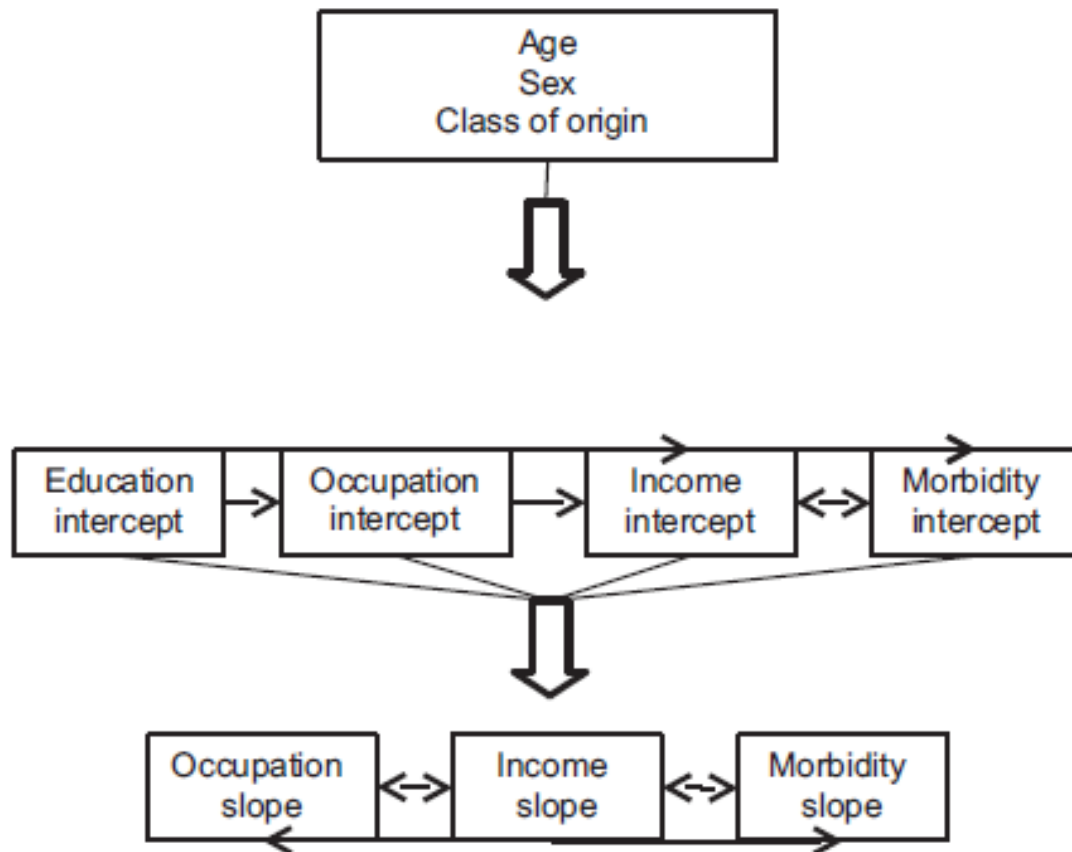 Age
Sex
Class of origin
Education
intercept
Occupation
intercept
Income
intercept
Morbidity
intercept
Occupation
slope
Income
slope
Morbidity
slope